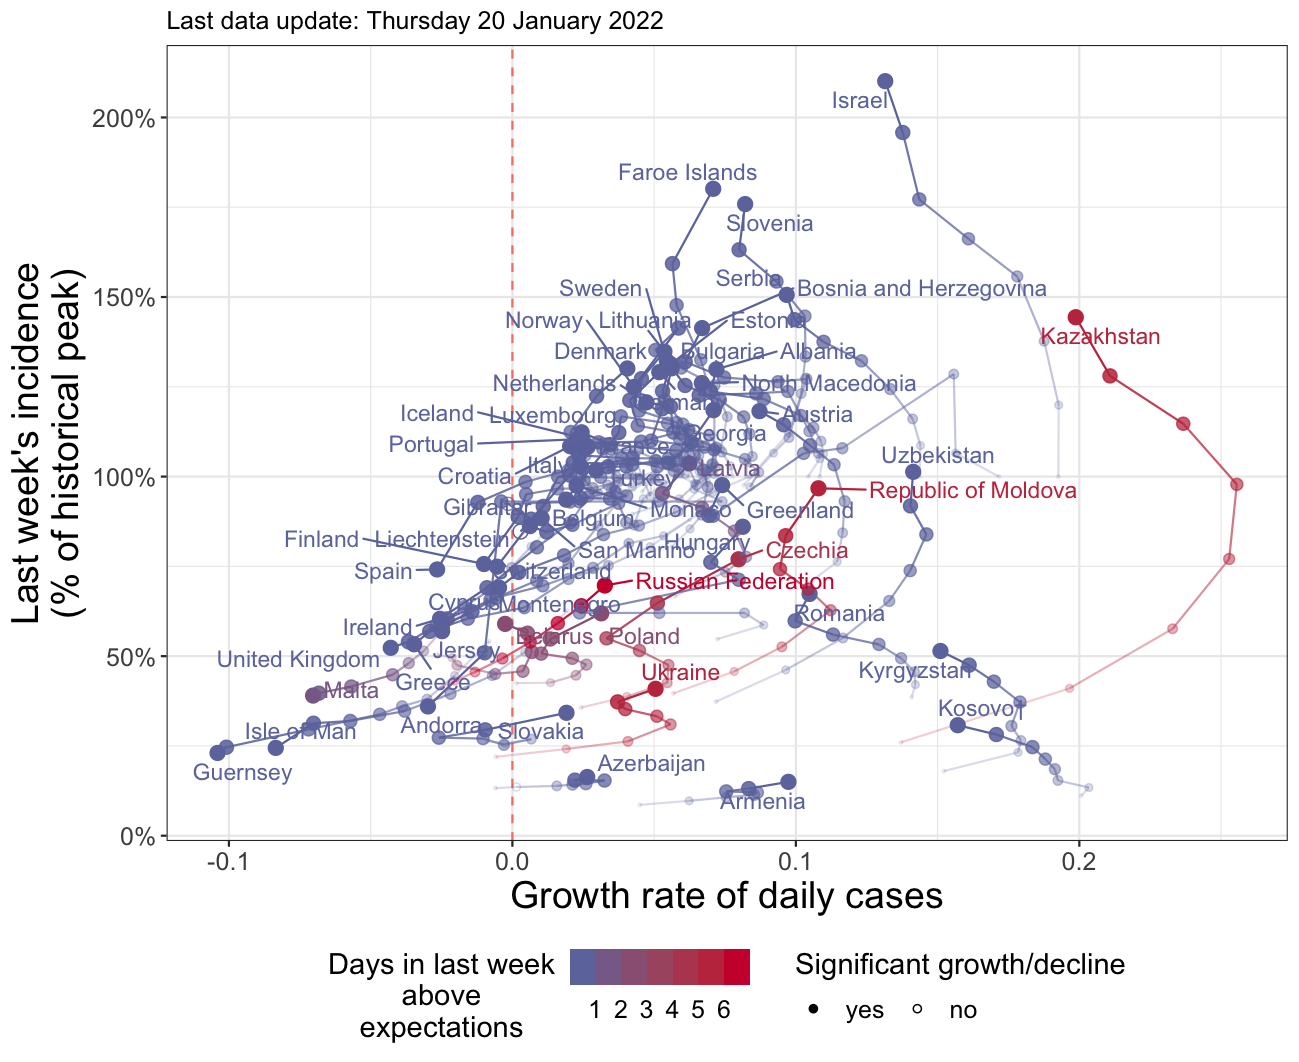 Last data update: Thursday 20 January 2022
Last week's incidence
(% of historical peak)
200%
150%
100%
50%
0%
Israel
Faroe Islands
Slovenia
Serbia
Sweden
Bosnia and Herzegovina
Norway
Lithuania
Estonia
Kazakhstan
Denmark
Bulgaria
Albania
Netherlands
North Macedonia
Germany
Iceland
Luxembourg
Austria
Portugal
France
Georgia
Uzbekistan
Croatia
Italy
Turkey
Latvia
Republic of Moldova
Gibraltar
Belgium
Monaco
Greenland
Finland
Liechtenstein
San Marino
Hungary
Czechia
Spain
Switzerland
Russian Federation
Cyprus
Montenegro
Romania
Ireland
Jersey
Belarus
Poland
United Kingdom
Greece
Ukraine
Kyrgyzstan
Malta
Kosovo
Isle of Man
Andorra
Slovakia
Guernsey
Azerbaijan
Armenia
-0.1
0.0
0.1
0.2
Growth rate of daily cases
Days in last week
above
expectations
1 2 3 4 5 6
Significant growth/decline
yes
no